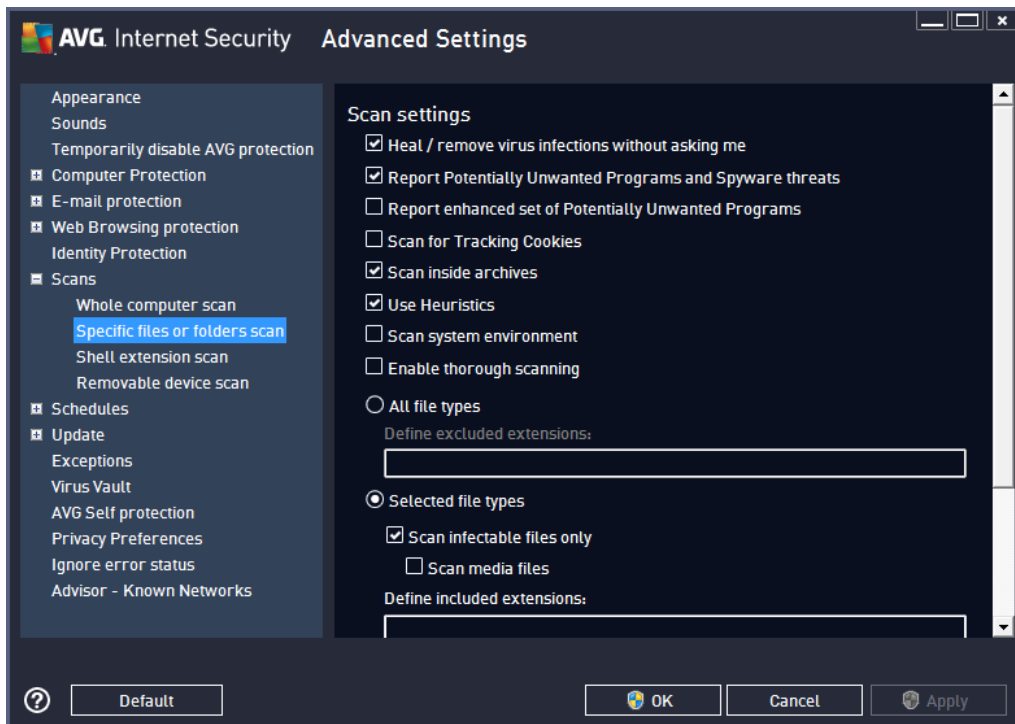 AVG. Internet Security Advanced Settings
Appearance
Sounds
Temporarily disable AVG protection
Computer Protection
E-mail protection
Web Browsing protection
Identity Protection
Scans
Whole computer scan
Specific files or folders scan
Shell extension scan
Removable device scan
Schedules
Update
Exceptions
Virus Vault
AVG Self protection
Privacy Preferences
Ignore error status
Advisor - Known Networks
Scan settings
Heal / remove virus infections without asking me
Report Potentially Unwanted Programs and Spyware threats
Report enhanced set of Potentially Unwanted Programs
Scan for Tracking Cookies
Scan inside archives
Use Heuristics
Scan system environment
Enable thorough scanning
All file types
Define excluded extensions:
Selected file types
Scan infectable files only
Scan media files
Define included extensions:
? Default OK Cancel Apply